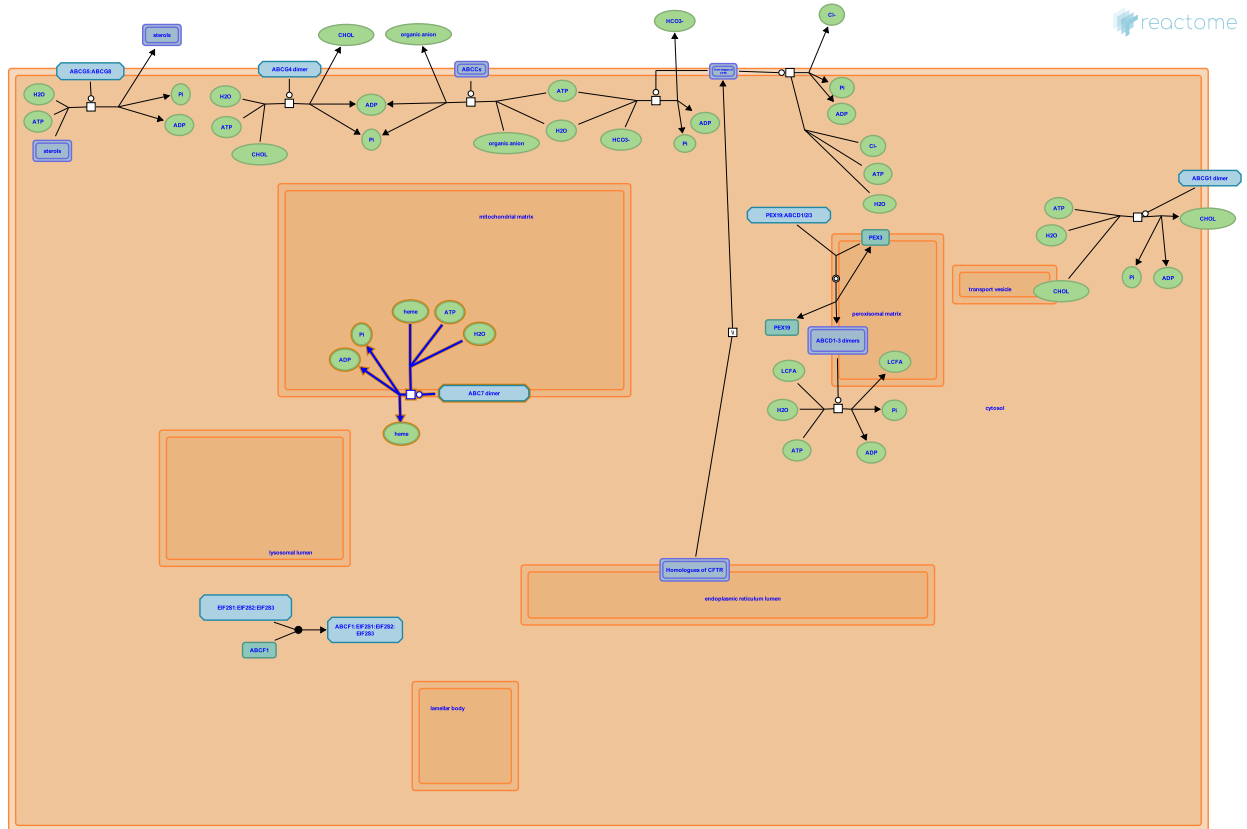 reactome
HCO3-
Cl-
sterols
CHOL
organic anion
ABCG5:ABCG8
ABCG4 dimer
ABCCs
H2O
ATP
sterols
Pi
ADP
H2O
ATP
CHOL
ADP
Pi
organic anion
ATP
H2O
HCO3-
ADP
Pi
Pi
ADP
Cl-
ATP
H2O
ABCG1 dimer
ATP
H2O
CHOL
CHOL
Pi
ADP
transport vesicle
mitochondrial matrix
PEX19:ABCD1/2/3
PEX3
peroxisomal matrix
PEX19
ABCD1-3 dimers
LCFA
LCFA
H2O
Pi
ATP
ADP
cytosol
heme
ATP
H2O
Pi
ADP
ABC7 dimer
heme
lysosomal lumen
Homologues of CFTR
endoplasmic reticulum lumen
EIF2S1:EIF2S2:EIF2S3
ABCF1
ABCF1:EIF2S1:EIF2S2:
EIF2S3
lamellar body